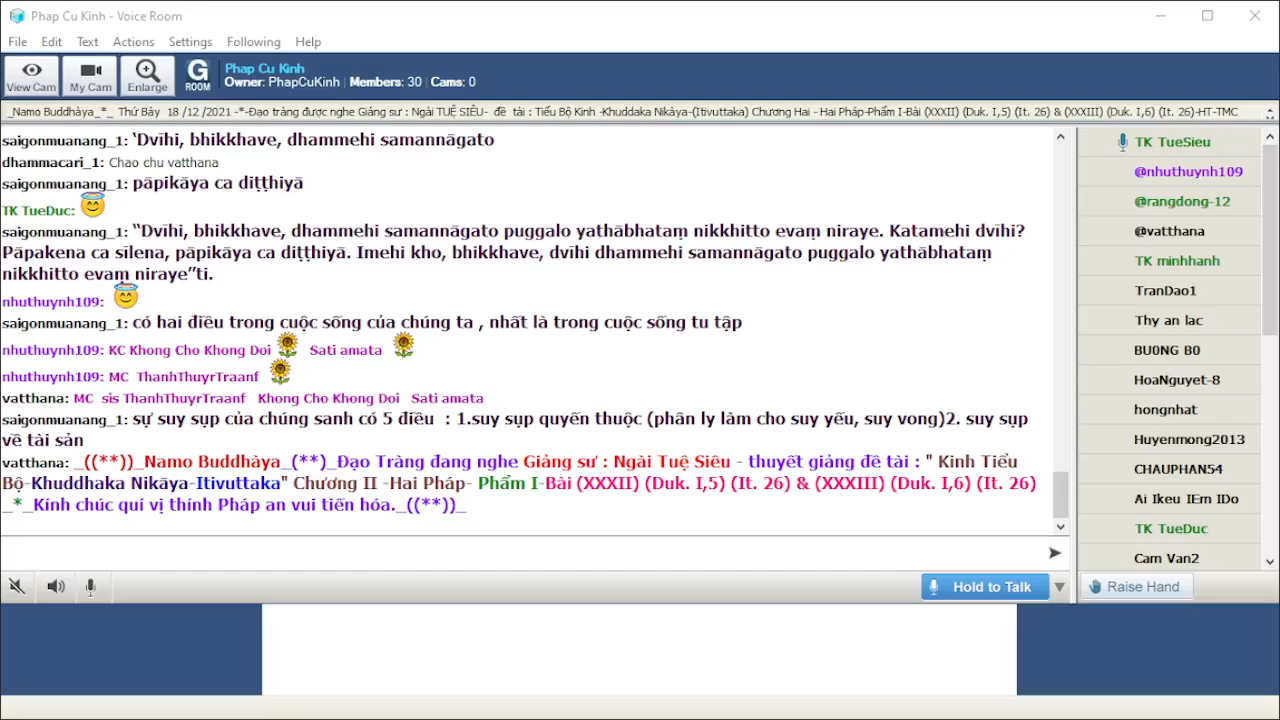 Phap Cu Kinh - Voice Room
File Edit Text Actions Settings Following Help
View Cam My Cam Enlarge G ROOM
Phap Cu Kinh
Owner: PhapCuKinh Members: 30 Cams: 0
_Namo Buddhàya_*_ Thứ Bảy 18 /12 /2021 -*-Đạo tràng được nghe Giảng sư : Ngài TUỆ SIÊU- đề tài : Tiểu Bộ Kinh -Khuddaka Nikàya-(Itivuttaka) Chương Hai - Hai Pháp-Phẩm I-Bài (XXXII) (Duk. I,5) (It. 26) & (XXXIII) (Duk. I,6) (It. 26)-HT-TMC
saigonmuanang_1: ‘Dvīhi, bhikkhave, dhammehi samannāgato
dhammacari_1: Chao chu vatthana
saigonmuanang_1: pāpikāya ca diṭṭhiyā
TK TueDuc:
saigonmuanang_1: “Dvīhi, bhikkhave, dhammehi samannāgato puggalo yathābhataṃ nikkhitto evaṃ niraye. Katamehi dvīhi?
Pāpakena ca sīlena, pāpikāya ca diṭṭhiyā. Imehi kho, bhikkhave, dvīhi dhammehi samannāgato puggalo yathābhataṃ
nikkhitto evaṃ niraye”ti.
nhuthuynh109:
saigonmuanang_1: có hai điều trong cuộc sống của chúng ta , nhất là trong cuộc sống tu tập
nhuthuynh109: KC Khong Cho Khong Doi Sati amata
nhuthuynh109: MC ThanhThuyrTraanf
vatthana: MC sis ThanhThuyrTraanf Khong Cho Khong Doi Sati amata
saigonmuanang_1: sự suy sụp của chúng sanh có 5 điều : 1.suy sụp quyến thuộc (phân ly làm cho suy yếu, suy vong)2. suy sụp
về tài sản
vatthana: _((**))_Namo Buddhàya_(**)_Đạo Tràng đang nghe Giảng sư : Ngài Tuệ Siêu - thuyết giảng đề tài : " Kinh Tiểu
Bộ-Khuddhaka Nikāya-Itivuttaka" Chương II -Hai Pháp- Phẩm I-Bài (XXXII) (Duk. I,5) (It. 26) & (XXXIII) (Duk. I,6) (It. 26)
_*_Kính chúc quí vị thính Pháp an vui tiến hóa._((**))_
TK TueSieu
@nhuthuynh109
@rangdong-12
@vatthana
TK minhhanh
TranDao1
Thy an lac
BU0NG B0
HoaNguyet-8
hongnhat
Huyenmong2013
CHAUPHAN54
Ai Ikeu IEm IDo
TK TueDuc
Cam Van2
Hold to Talk
Raise Hand